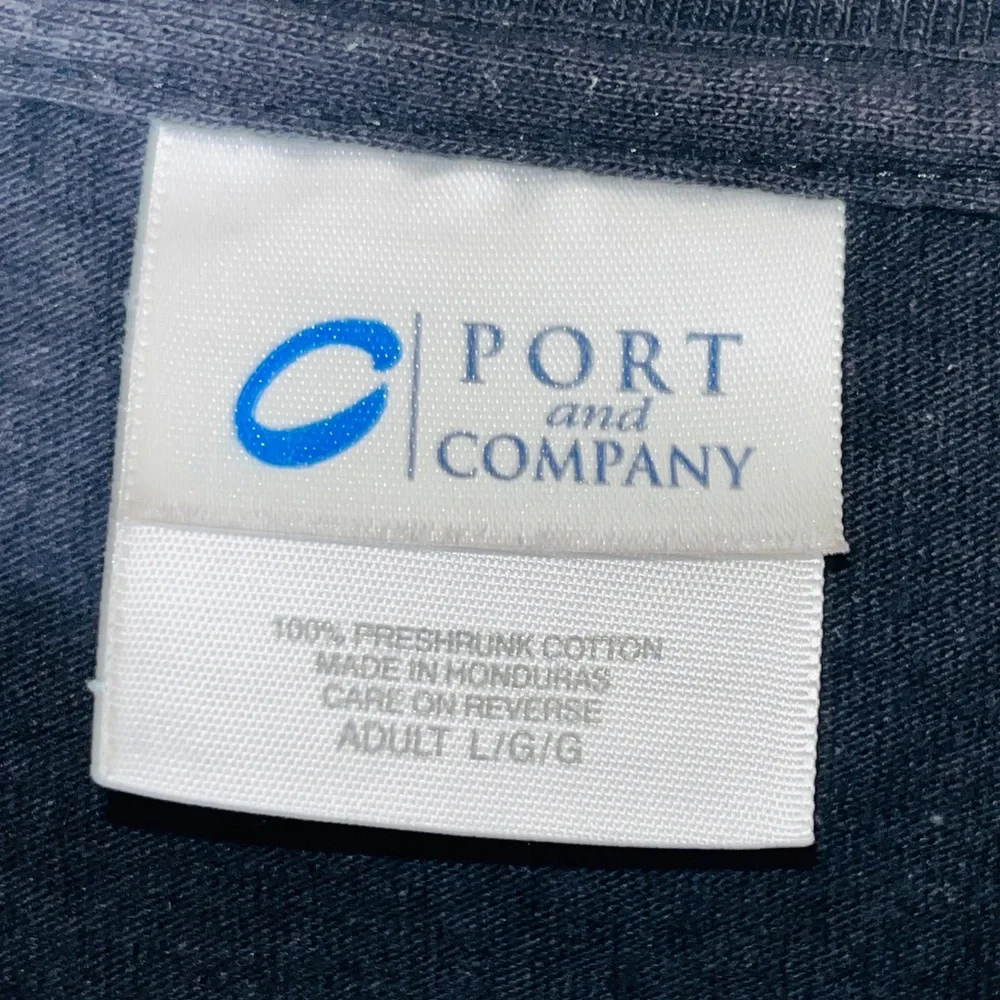 PORT
and
COMPANY
100% PRESHRUNK COTTON
MADE IN HONDURAS
CARE ON REVERSE
ADULT L/G/G